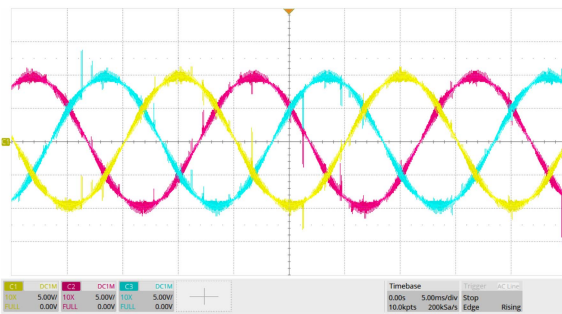 C1 DC1M C2 DC1M C3 DC1M
10X 5.00V/ 10X 5.00V/ 10X 5.00V/
FULL 0.00V FULL 0.00V FULL 0.00V
Timebase
0.00s 5.00ms/div
10.0kpts 200kSa/s
Trigger AC Line
Stop
Edge Rising